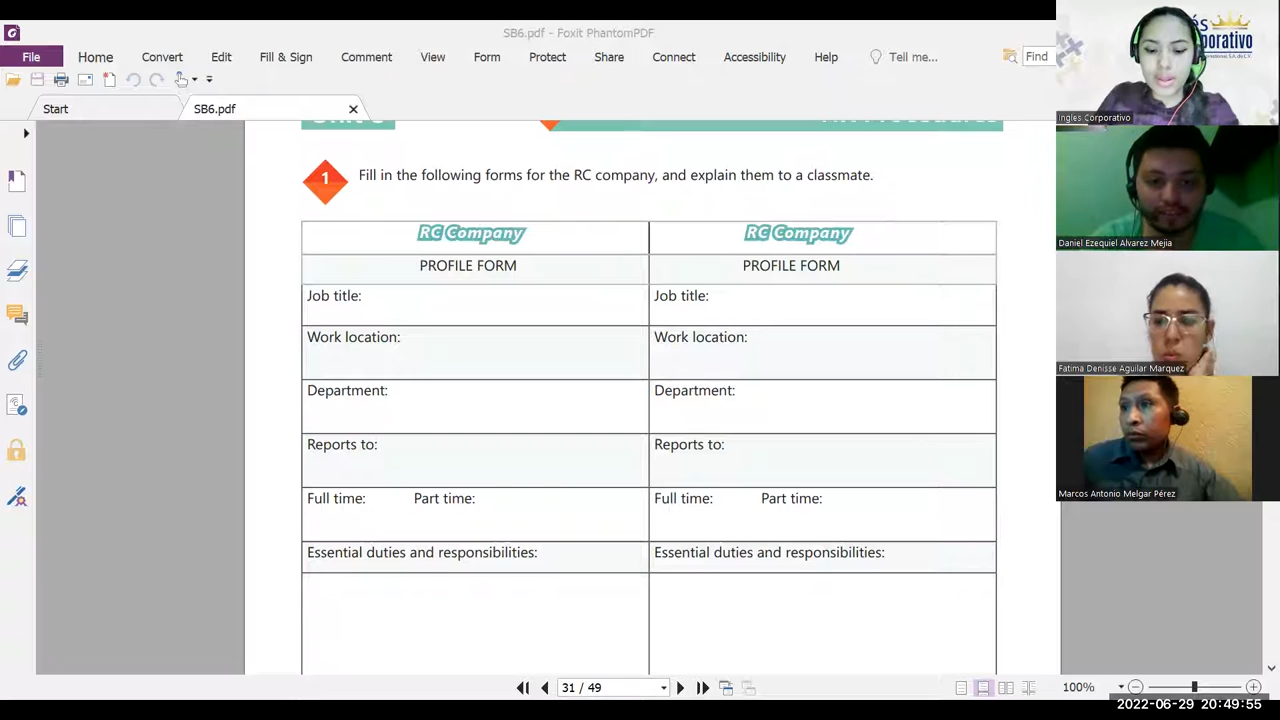 SB6.pdf - Foxit PhantomPDF
File Home Convert Edit Fill & Sign Comment View Form Protect Share Connect Accessibility Help Tell me... Find
Start SB6.pdf
1 Fill in the following forms for the RC company, and explain them to a classmate.
RC Company RC Company
PROFILE FORM PROFILE FORM
Job title: Job title:
Work location: Work location:
Department: Department:
Reports to: Reports to:
Full time: Part time: Full time: Part time:
Essential duties and responsibilities: Essential duties and responsibilities:
31 / 49
100%
Ingles Corporativo
Daniel Ezequiel Alvarez Mejia
Fatima Denisse Aguilar Marquez
Marcos Antonio Melgar Pérez
2022-06-29 20:49:55